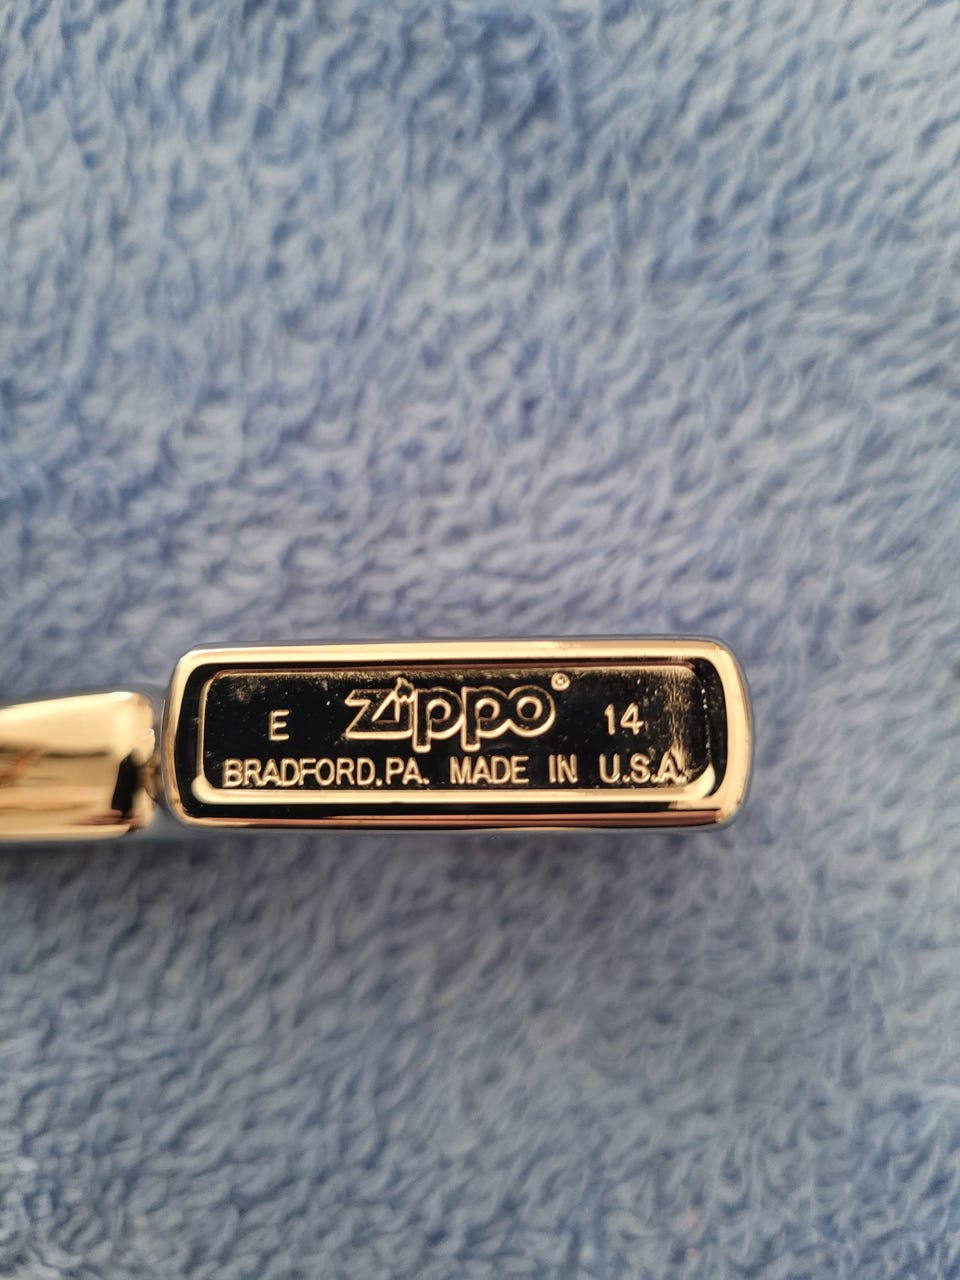 E zippo® 14
BRADFORD,PA. MADE IN U.S.A.